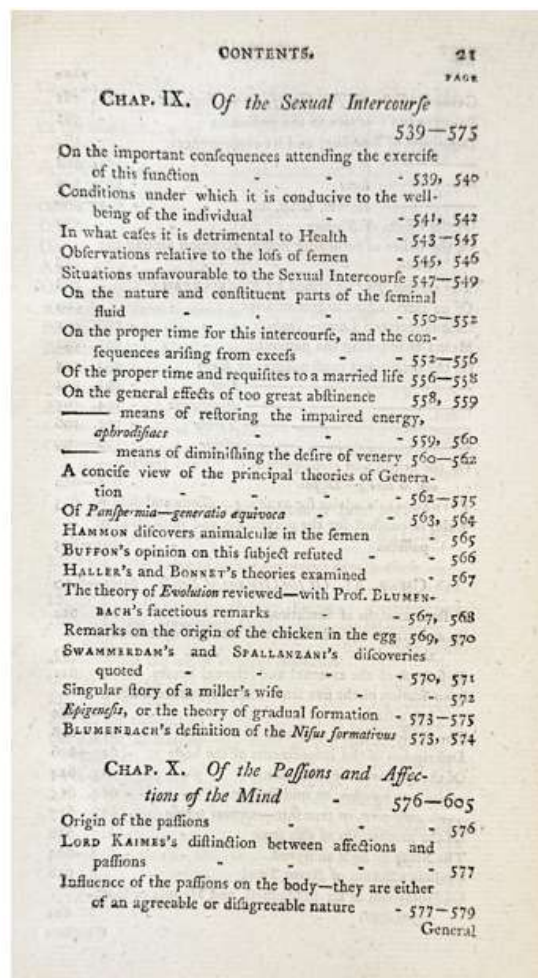 CONTENTS. 21
PAGE
CHAP. IX. Of the Sexual Intercourſe
539—575
On the important conſequences attending the exerciſe
of this function - - - 539, 540
Conditions under which it is conducive to the well-
being of the individual - - 541, 542
In what caſes it is detrimental to Health - 543—545
Obſervations relative to the loſs of ſemen - 545, 546
Situations unfavourable to the Sexual Intercourſe 547—549
On the nature and conſtituent parts of the ſeminal
fluid - - - - 550—552
On the proper time for this intercourſe, and the con-
ſequences ariſing from exceſs - - 552—556
Of the proper time and requiſites to a married life 556—558
On the general effects of too great abſtinence 558, 559
—— means of reſtoring the impaired energy,
aphrodiſiacs - - - 559, 560
—— means of diminiſhing the deſire of venery 560—562
A conciſe view of the principal theories of Genera-
tion - - - - 562—575
Of Panſpermia—generatio æquivoca - - 563, 564
HAMMON diſcovers animalculæ in the ſemen - 565
BUFFON'S opinion on this ſubject refuted - - 566
HALLER'S and BONNET'S theories examined - 567
The theory of Evolution reviewed—with Prof. BLUMEN-
BACH'S facetious remarks - - 567, 568
Remarks on the origin of the chicken in the egg 569, 570
SWAMMERDAM'S and SPALLANZANI'S diſcoveries
quoted - - - - 570, 571
Singular ſtory of a miller's wife - - 572
Epigeneſis, or the theory of gradual formation - 573—575
BLUMENBACH'S definition of the Niſus formativus 573, 574
CHAP. X. Of the Paſſions and Affec-
tions of the Mind - 576—605
Origin of the paſſions - - - 576
LORD KAIMES'S diſtinction between affections and
paſſions - - - - 577
Influence of the paſſions on the body—they are either
of an agreeable or diſagreeable nature - 577—579
General